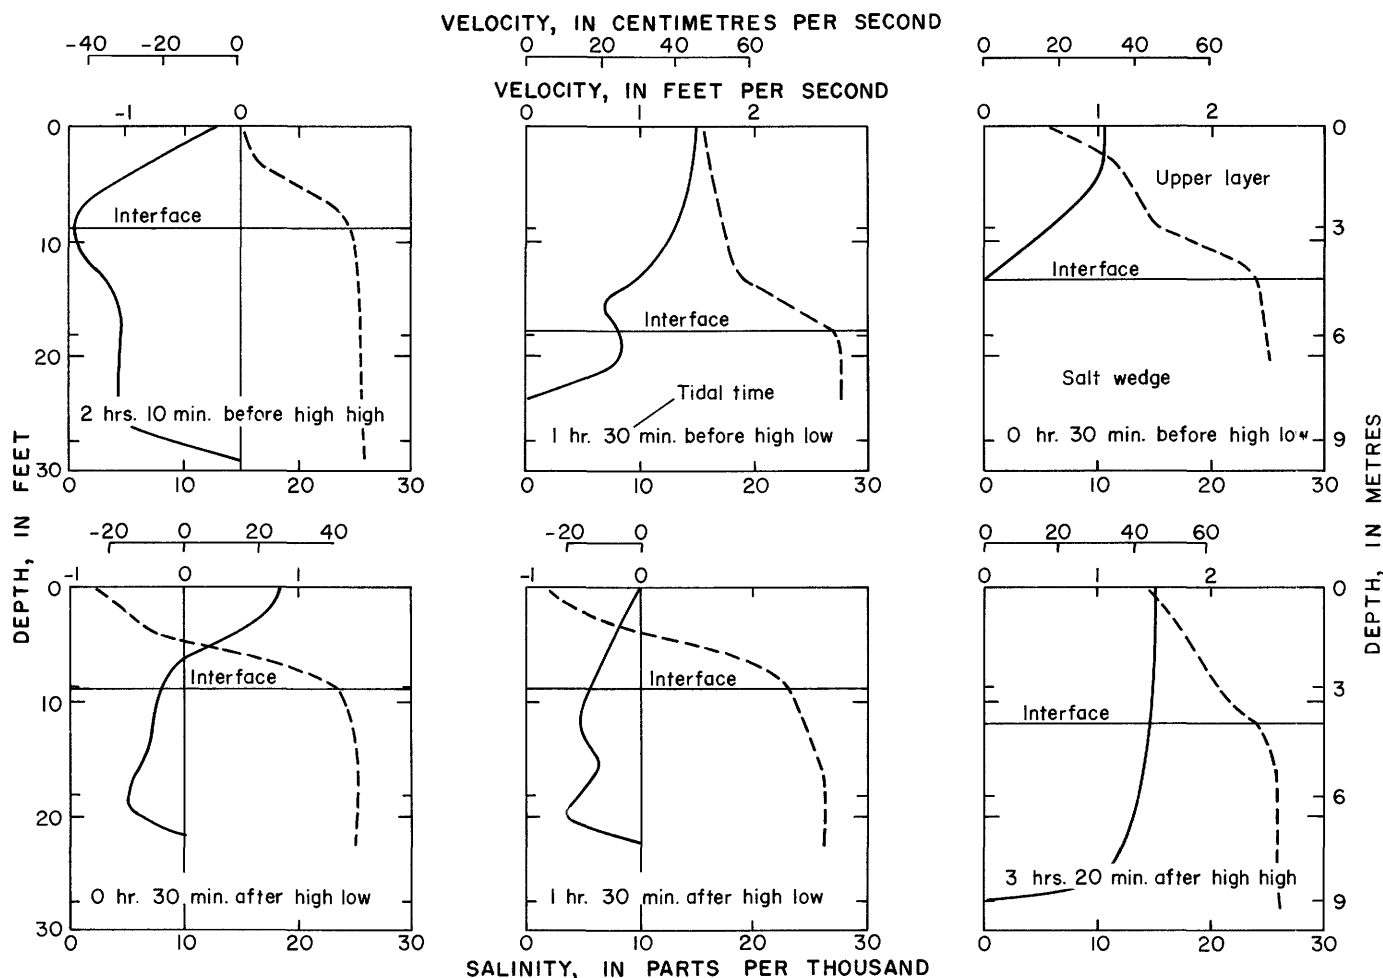 VELOCITY, IN CENTIMETRES PER SECOND
-40 -20 0
0 20 40 60
0 20 40 60
VELOCITY, IN FEET PER SECOND
-1 0
0 1 2
0 1 2
0
10
20
30
Interface
2 hrs. 10 min. before high high
0 10 20 30
Interface
Tidal time
1 hr. 30 min. before high low
0 10 20 30
Upper layer
Interface
Salt wedge
0 hr. 30 min. before high low
0 10 20 30
0
3
6
9
DEPTH, IN FEET
DEPTH, IN METRES
-20 0 20 40
-20 0
0 20 40 60
-1 0 1
-1 0
0 1 2
0
10
20
30
Interface
0 hr. 30 min. after high low
0 10 20 30
Interface
1 hr. 30 min. after high low
0 10 20 30
Interface
3 hrs. 20 min. after high high
0 10 20 30
0
3
6
9
SALINITY, IN PARTS PER THOUSAND